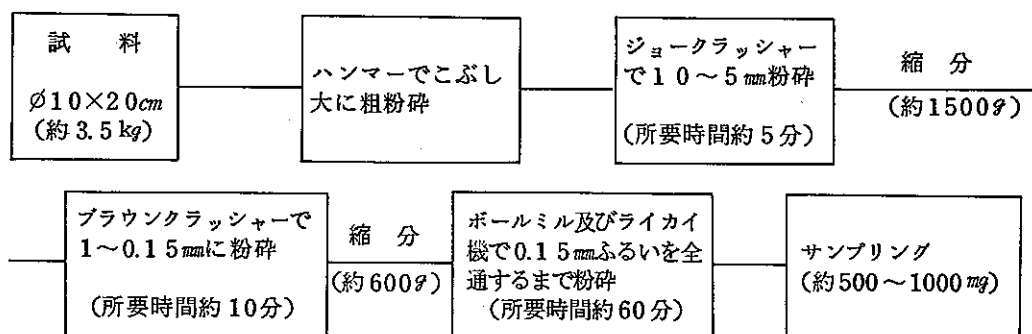 試　料
∅10×20cm
(約3.5kg)
ハンマーでこぶし
大に粗粉砕
ジョークラッシャー
で10～5㎜粉砕
(所要時間約5分)
縮　分
(約1500g)
ブラウンクラッシャーで
1～0.15㎜に粉砕
(所要時間約10分)
縮　分
(約600g)
ボールミル及びライカイ
機で0.15㎜ふるいを全
通するまで粉砕
(所要時間約60分)
サンプリング
(約500～1000mg)